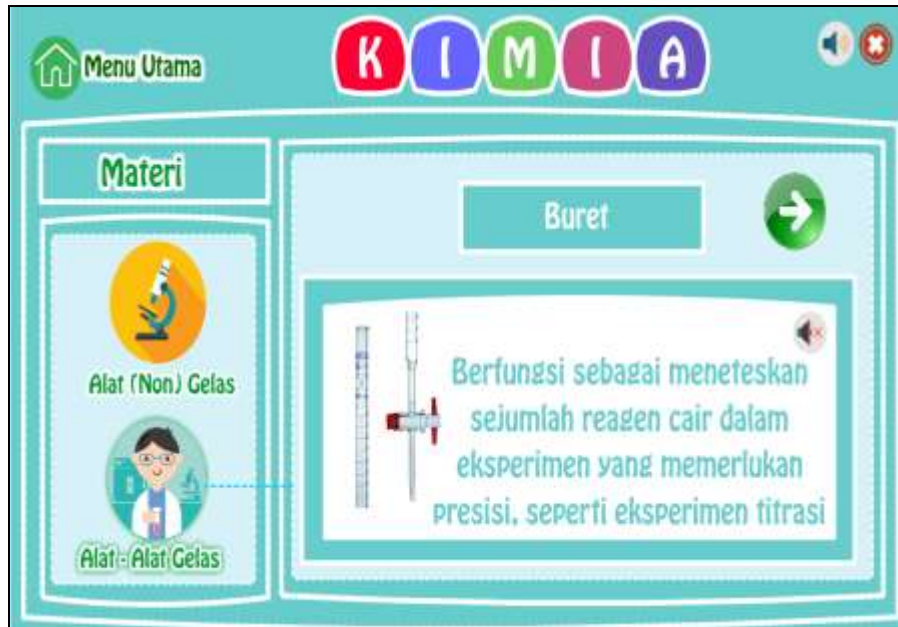 Menu Utama
KIMIA
Materi
Buret
Alat (Non) Gelas
Alat - Alat Gelas
Berfungsi sebagai meneteskan
sejumlah reagen cair dalam
eksperimen yang memerlukan
presisi, seperti eksperimen titrasi